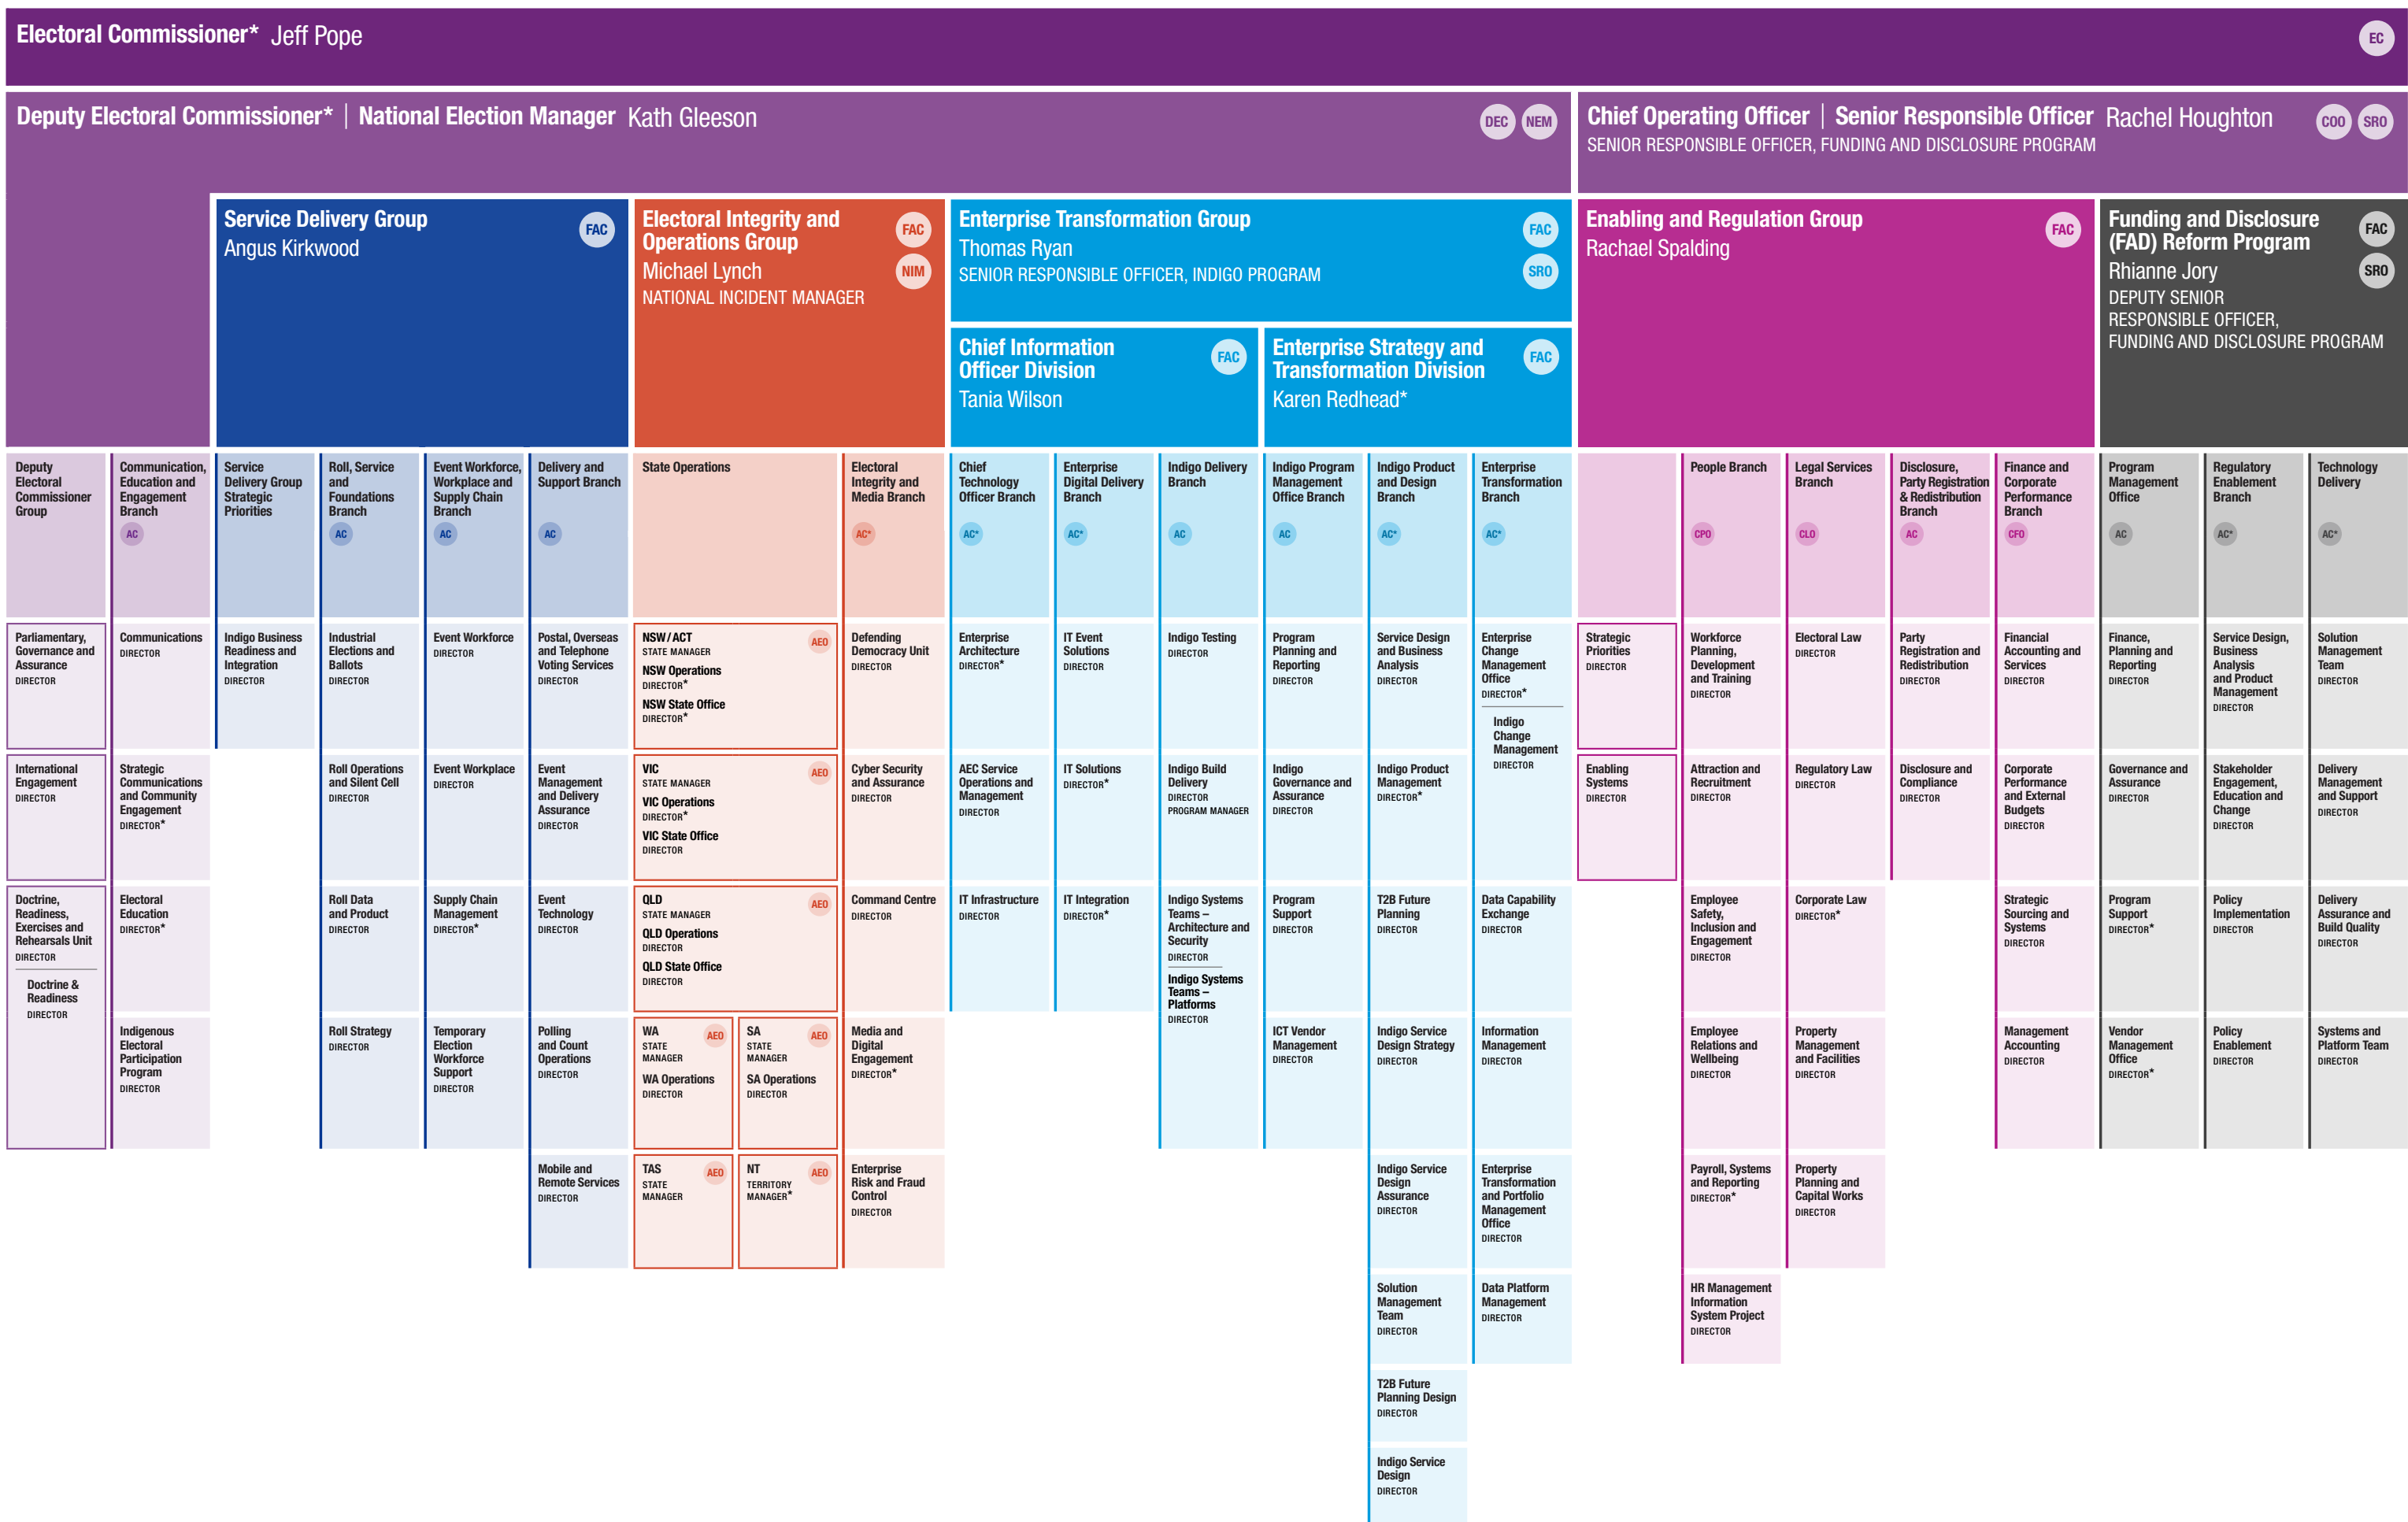 Electoral Commissioner* Jeff Pope
EC
Deputy Electoral Commissioner* | National Election Manager Kath Gleeson
DEC NEM
Chief Operating Officer | Senior Responsible Officer Rachel Houghton
SENIOR RESPONSIBLE OFFICER, FUNDING AND DISCLOSURE PROGRAM
COO SRO
Service Delivery Group
Angus Kirkwood
FAC
Electoral Integrity and
Operations Group
Michael Lynch
NATIONAL INCIDENT MANAGER
FAC
NIM
Enterprise Transformation Group
Thomas Ryan
SENIOR RESPONSIBLE OFFICER, INDIGO PROGRAM
FAC
SRO
Chief Information
Officer Division
Tania Wilson
FAC
Enterprise Strategy and
Transformation Division
Karen Redhead*
FAC
Enabling and Regulation Group
Rachael Spalding
FAC
Funding and Disclosure
(FAD) Reform Program
Rhianne Jory
DEPUTY SENIOR
RESPONSIBLE OFFICER,
FUNDING AND DISCLOSURE PROGRAM
FAC
SRO
Deputy
Electoral
Commissioner
Group
Parliamentary,
Governance and
Assurance
DIRECTOR
International
Engagement
DIRECTOR
Doctrine,
Readiness,
Exercises and
Rehearsals Unit
DIRECTOR
Doctrine &
Readiness
DIRECTOR
Communication,
Education and
Engagement
Branch
AC
Communications
DIRECTOR
Strategic
Communications
and Community
Engagement
DIRECTOR*
Electoral
Education
DIRECTOR*
Indigenous
Electoral
Participation
Program
DIRECTOR
Service
Delivery Group
Strategic
Priorities
Indigo Business
Readiness and
Integration
DIRECTOR
Roll, Service
and
Foundations
Branch
AC
Industrial
Elections and
Ballots
DIRECTOR
Roll Operations
and Silent Cell
DIRECTOR
Roll Data
and Product
DIRECTOR
Roll Strategy
DIRECTOR
Event Workforce,
Workplace and
Supply Chain
Branch
AC
Event Workforce
DIRECTOR
Event Workplace
DIRECTOR
Supply Chain
Management
DIRECTOR*
Temporary
Election
Workforce
Support
DIRECTOR
Delivery and
Support Branch
AC
Postal, Overseas
and Telephone
Voting Services
DIRECTOR
Event
Management
and Delivery
Assurance
DIRECTOR
Event
Technology
DIRECTOR
Polling
and Count
Operations
DIRECTOR
Mobile and
Remote Services
DIRECTOR
State Operations
NSW/ACT
STATE MANAGER
AEO
NSW Operations
DIRECTOR*
NSW State Office
DIRECTOR*
VIC
STATE MANAGER
AEO
VIC Operations
DIRECTOR*
VIC State Office
DIRECTOR
QLD
STATE MANAGER
AEO
QLD Operations
DIRECTOR
QLD State Office
DIRECTOR
WA
STATE
MANAGER
AEO
WA Operations
DIRECTOR
SA
STATE
MANAGER
AEO
SA Operations
DIRECTOR
TAS
STATE
MANAGER
AEO
NT
TERRITORY
MANAGER*
AEO
Electoral
Integrity and
Media Branch
AC*
Defending
Democracy Unit
DIRECTOR
Cyber Security
and Assurance
DIRECTOR
Command Centre
DIRECTOR
Media and
Digital
Engagement
DIRECTOR*
Enterprise
Risk and Fraud
Control
DIRECTOR
Chief
Technology
Officer Branch
AC*
Enterprise
Architecture
DIRECTOR*
AEC Service
Operations and
Management
DIRECTOR
IT Infrastructure
DIRECTOR
Enterprise
Digital Delivery
Branch
AC*
IT Event
Solutions
DIRECTOR
IT Solutions
DIRECTOR*
IT Integration
DIRECTOR*
Indigo Delivery
Branch
AC
Indigo Testing
DIRECTOR
Indigo Build
Delivery
DIRECTOR
PROGRAM MANAGER
Indigo Systems
Teams –
Architecture and
Security
DIRECTOR
Indigo Systems
Teams –
Platforms
DIRECTOR
Indigo Program
Management
Office Branch
AC
Program
Planning and
Reporting
DIRECTOR
Indigo
Governance and
Assurance
DIRECTOR
Program
Support
DIRECTOR
ICT Vendor
Management
DIRECTOR
Indigo Product
and Design
Branch
AC*
Service Design
and Business
Analysis
DIRECTOR
Indigo Product
Management
DIRECTOR*
T2B Future
Planning
DIRECTOR
Indigo Service
Design Strategy
DIRECTOR
Indigo Service
Design
Assurance
DIRECTOR
Solution
Management
Team
DIRECTOR
T2B Future
Planning Design
DIRECTOR
Indigo Service
Design
DIRECTOR
Enterprise
Transformation
Branch
AC*
Enterprise
Change
Management
Office
DIRECTOR*
Indigo
Change
Management
DIRECTOR
Data Capability
Exchange
DIRECTOR
Information
Management
DIRECTOR
Enterprise
Transformation
and Portfolio
Management
Office
DIRECTOR
Data Platform
Management
DIRECTOR
Strategic
Priorities
DIRECTOR
Enabling
Systems
DIRECTOR
People Branch
CPO
Workforce
Planning,
Development
and Training
DIRECTOR
Attraction and
Recruitment
DIRECTOR
Employee
Safety,
Inclusion and
Engagement
DIRECTOR
Employee
Relations and
Wellbeing
DIRECTOR
Payroll, Systems
and Reporting
DIRECTOR*
HR Management
Information
System Project
DIRECTOR
Legal Services
Branch
CLO
Electoral Law
DIRECTOR
Regulatory Law
DIRECTOR
Corporate Law
DIRECTOR*
Property
Management
and Facilities
DIRECTOR
Property
Planning and
Capital Works
DIRECTOR
Disclosure,
Party Registration
& Redistribution
Branch
AC
Party
Registration and
Redistribution
DIRECTOR
Disclosure and
Compliance
DIRECTOR
Finance and
Corporate
Performance
Branch
CFO
Financial
Accounting and
Services
DIRECTOR
Corporate
Performance
and External
Budgets
DIRECTOR
Strategic
Sourcing and
Systems
DIRECTOR
Management
Accounting
DIRECTOR
Program
Management
Office
AC
Finance,
Planning and
Reporting
DIRECTOR
Governance and
Assurance
DIRECTOR
Program
Support
DIRECTOR*
Vendor
Management
Office
DIRECTOR*
Regulatory
Enablement
Branch
AC*
Service Design,
Business
Analysis
and Product
Management
DIRECTOR
Stakeholder
Engagement,
Education and
Change
DIRECTOR
Policy
Implementation
DIRECTOR
Policy
Enablement
DIRECTOR
Technology
Delivery
AC*
Solution
Management
Team
DIRECTOR
Delivery
Management
and Support
DIRECTOR
Delivery
Assurance and
Build Quality
DIRECTOR
Systems and
Platform Team
DIRECTOR